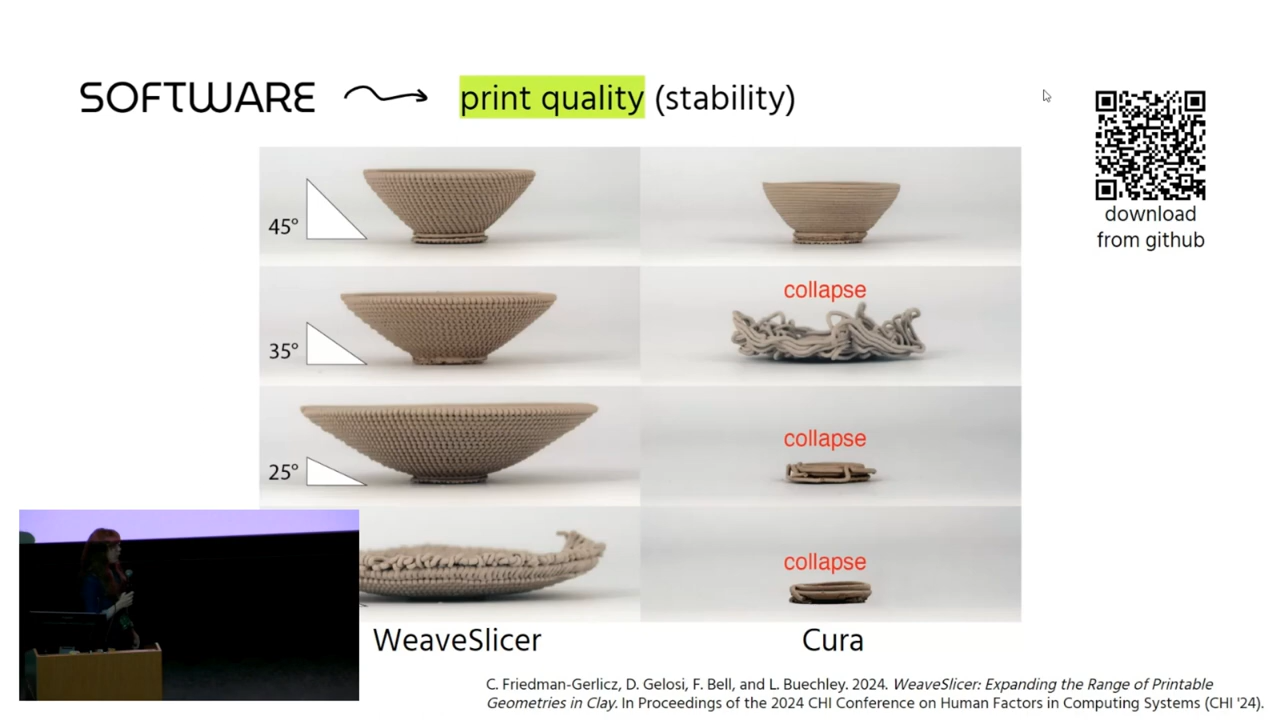 SOFTWARE print quality (stability)
download
from github
45°
collapse
35°
collapse
25°
collapse
WeaveSlicer Cura
C. Friedman-Gerlicz, D. Gelosi, F. Bell, and L. Buechley. 2024. WeaveSlicer: Expanding the Range of Printable
Geometries in Clay. In Proceedings of the 2024 CHI Conference on Human Factors in Computing Systems (CHI '24).